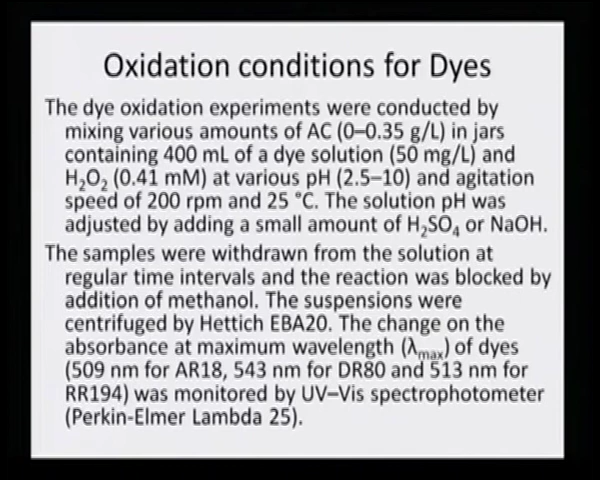 Oxidation conditions for Dyes
The dye oxidation experiments were conducted by
mixing various amounts of AC (0–0.35 g/L) in jars
containing 400 mL of a dye solution (50 mg/L) and
H₂O₂ (0.41 mM) at various pH (2.5–10) and agitation
speed of 200 rpm and 25 °C. The solution pH was
adjusted by adding a small amount of H₂SO₄ or NaOH.
The samples were withdrawn from the solution at
regular time intervals and the reaction was blocked by
addition of methanol. The suspensions were
centrifuged by Hettich EBA20. The change on the
absorbance at maximum wavelength (λmax) of dyes
(509 nm for AR18, 543 nm for DR80 and 513 nm for
RR194) was monitored by UV–Vis spectrophotometer
(Perkin-Elmer Lambda 25).